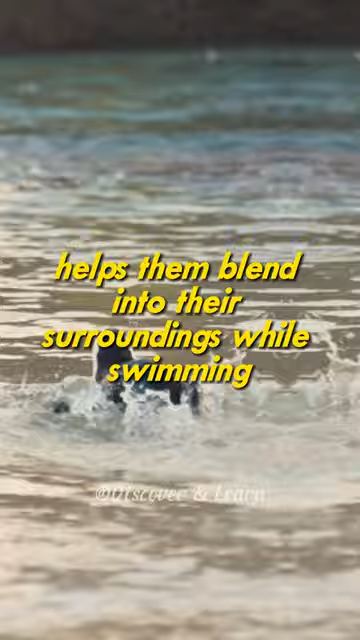 helps them blend
into their
surroundings while
swimming
@Discover & Learn